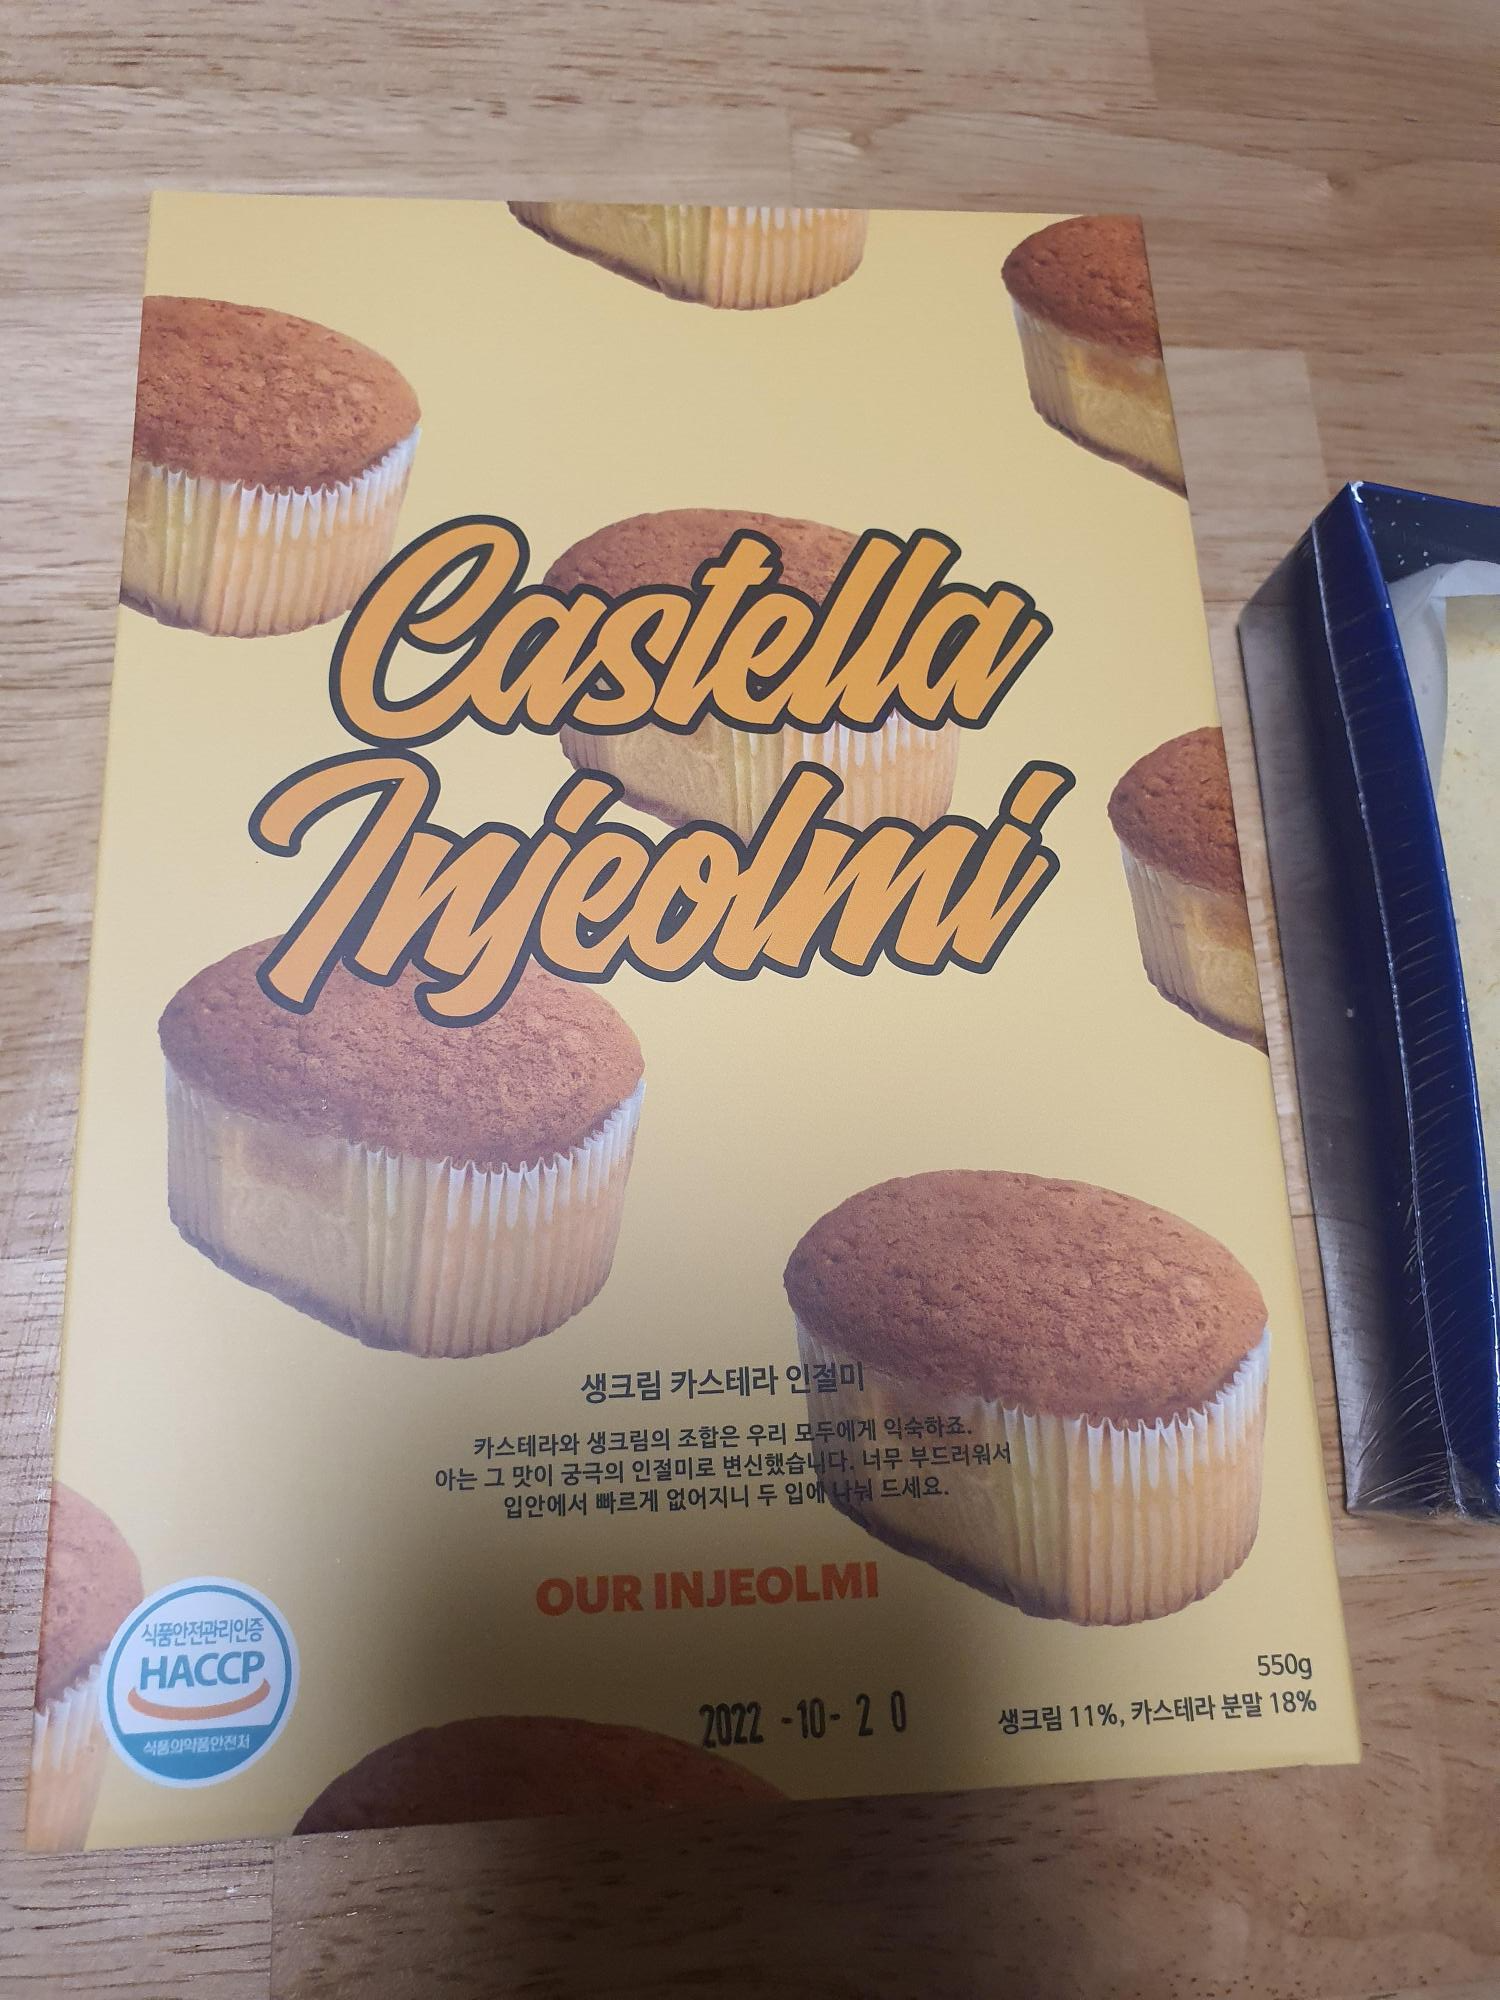 Castella
Injeolmi
생크림 카스테라 인절미
카스테라와 생크림의 조합은 우리 모두에게 익숙하죠.
아는 그 맛이 궁극의 인절미로 변신했습니다. 너무 부드러워서
입안에서 빠르게 없어지니 두 입에 나눠 드세요.
OUR INJEOLMI
식품안전관리인증
HACCP
식품의약품안전처
550g
2022 -10- 2 0
생크림 11%, 카스테라 분말 18%